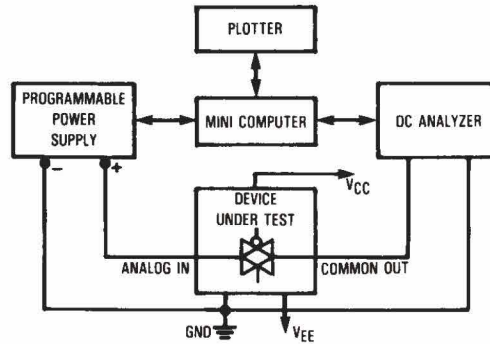 PLOTTER
PROGRAMMABLE
POWER
SUPPLY
− +
MINI COMPUTER
DC ANALYZER
DEVICE
UNDER TEST
VCC
ANALOG IN
COMMON OUT
GND
VEE